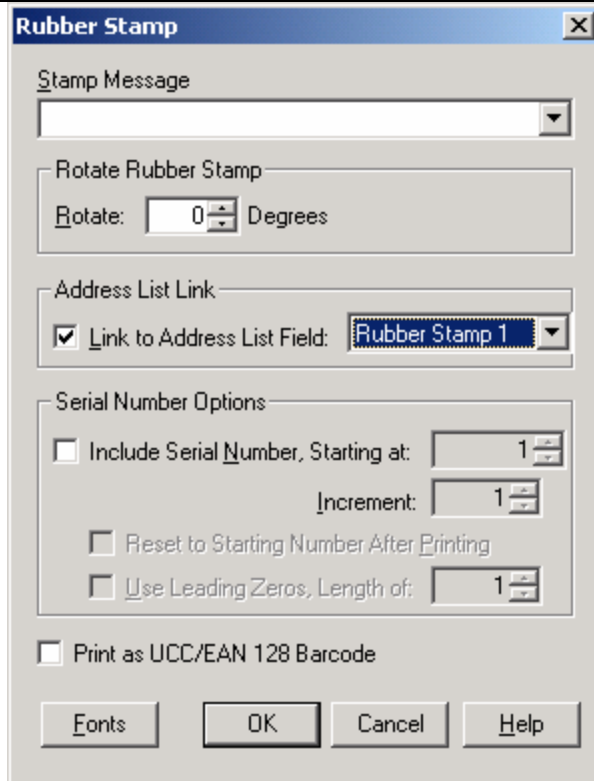 Rubber Stamp
Stamp Message
Rotate Rubber Stamp
Rotate: 0 Degrees
Address List Link
Link to Address List Field: Rubber Stamp 1
Serial Number Options
Include Serial Number, Starting at: 1
Increment: 1
Reset to Starting Number After Printing
Use Leading Zeros, Length of: 1
Print as UCC/EAN 128 Barcode
Fonts OK Cancel Help